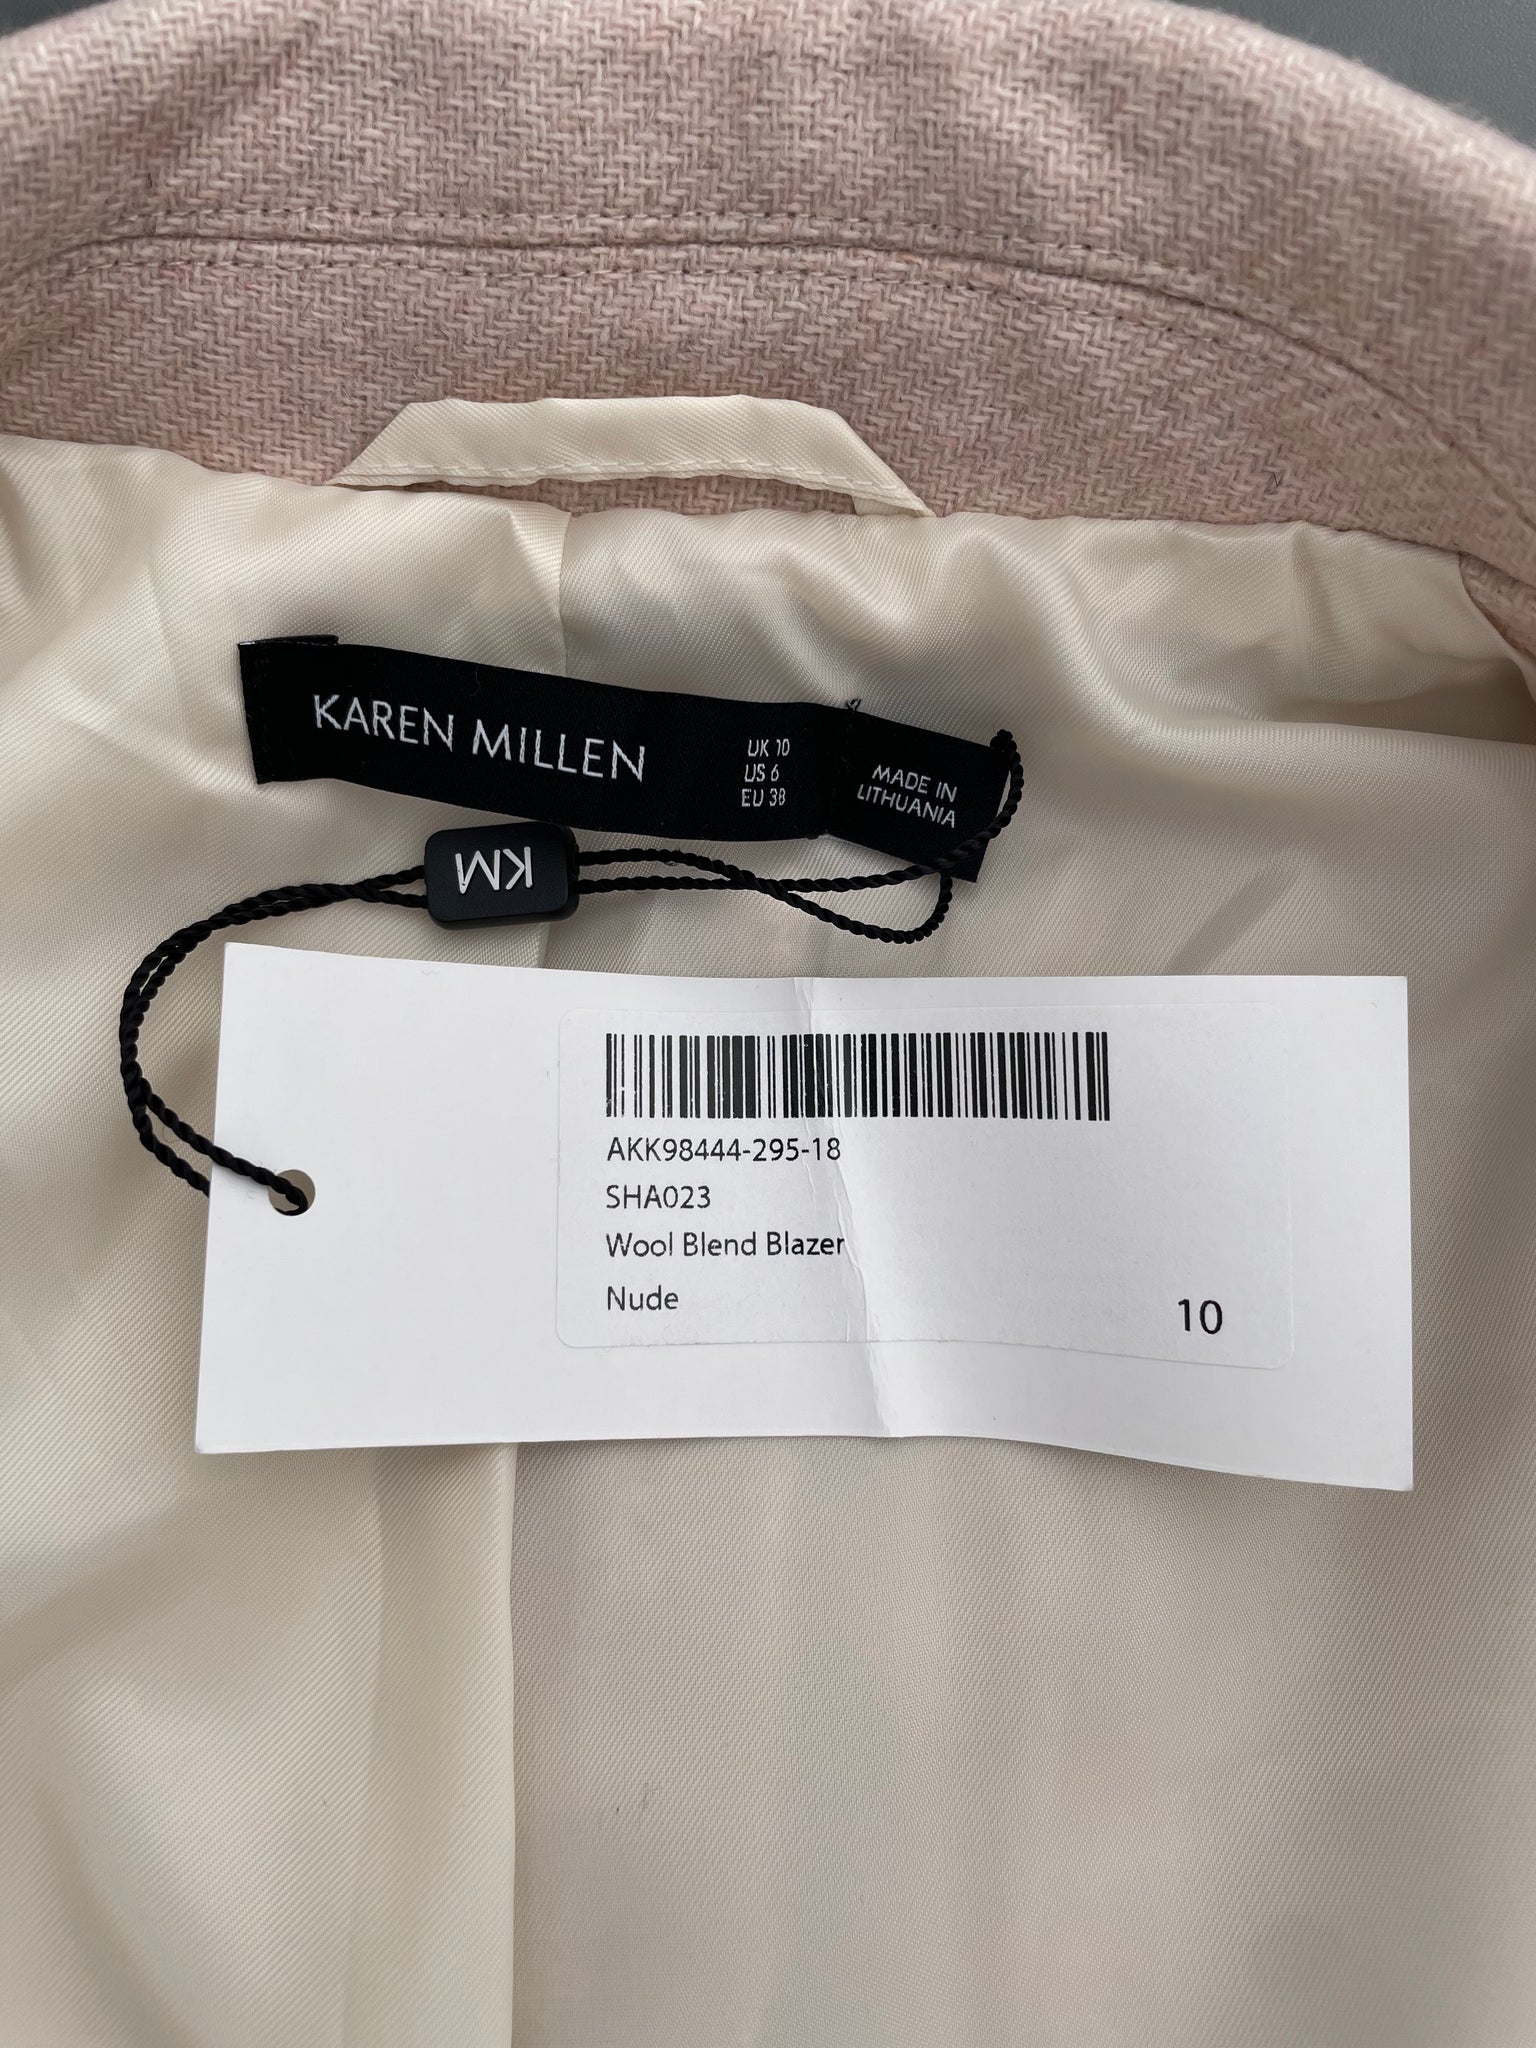 KAREN MILLEN
UK 10
US 6
EU 38
MADE IN
LITHUANIA
KM
AKK98444-295-18
SHA023
Wool Blend Blazer
Nude
10